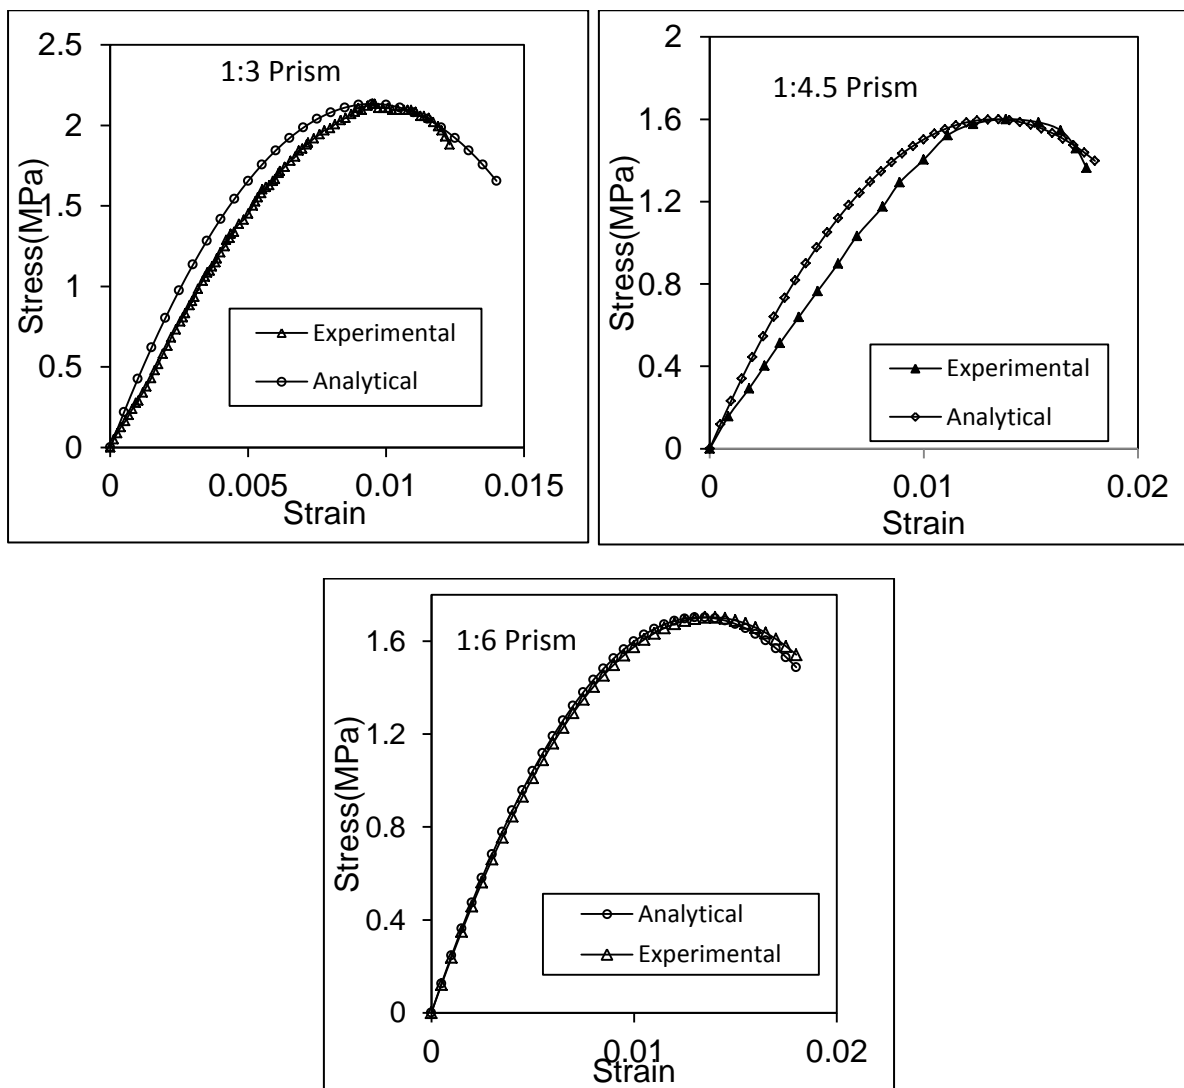 2.5
1:3 Prism
2
1.5
1
0.5
0
Stress(MPa)
Experimental
Analytical
0 0.005 0.01 0.015
Strain
2
1:4.5 Prism
1.6
1.2
0.8
0.4
0
Stress(MPa)
Experimental
Analytical
0 0.01 0.02
Strain
1:6 Prism
1.6
1.2
0.8
0.4
0
Stress(MPa)
Analytical
Experimental
0 0.01 0.02
Strain